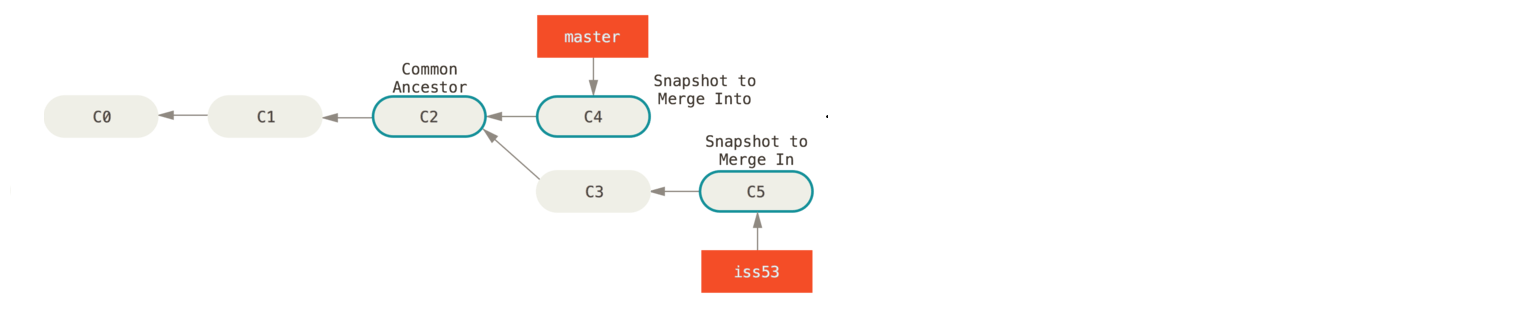 master
Common
Ancestor
Snapshot to
Merge Into
C0
C1
C2
C4
Snapshot to
Merge In
C3
C5
iss53